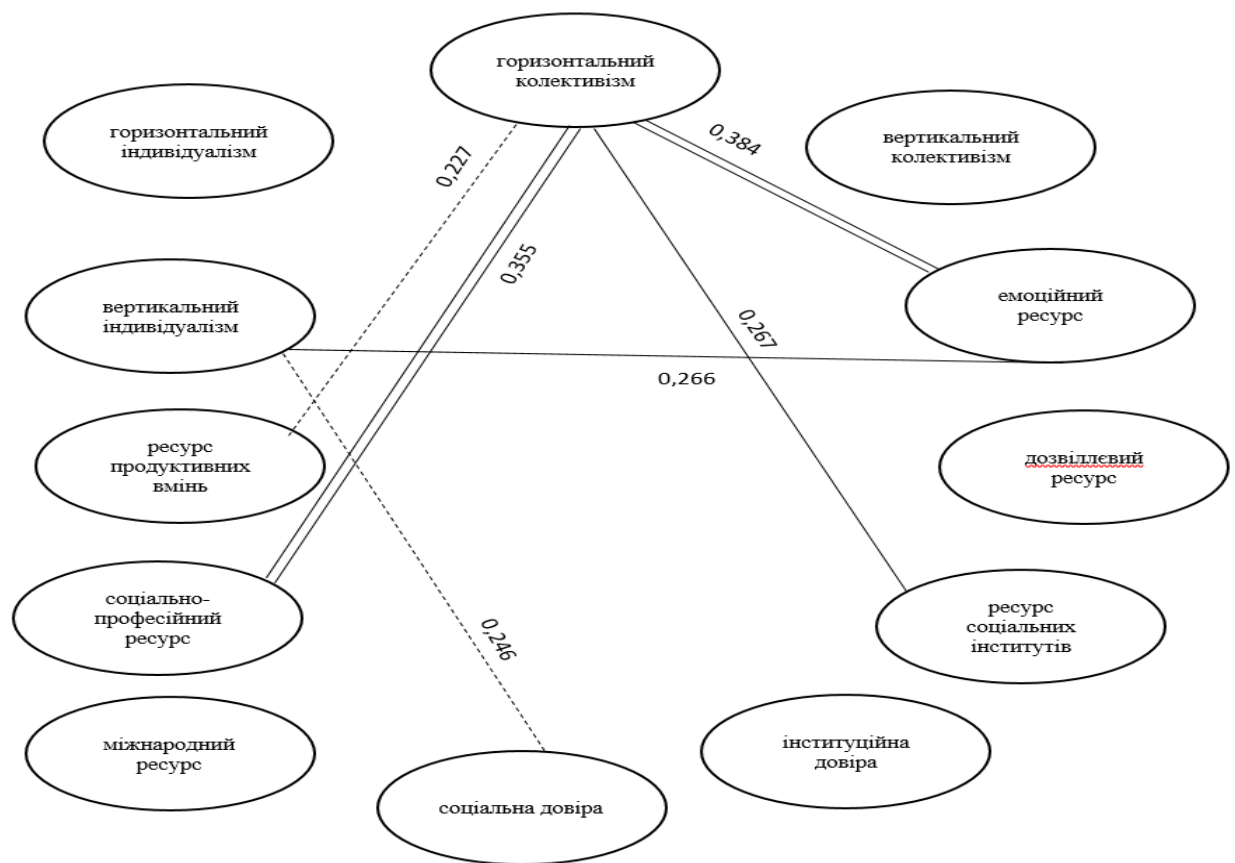 горизонтальний
колективізм
горизонтальний
індивідуалізм
вертикальний
колективізм
0,384
0,227
0,355
вертикальний
індивідуалізм
емоційний
ресурс
0,267
0,266
ресурс
продуктивних
вмінь
дозвіллєвий
ресурс
соціально-
професійний
ресурс
ресурс
соціальних
інститутів
0,246
міжнародний
ресурс
інституційна
довіра
соціальна довіра